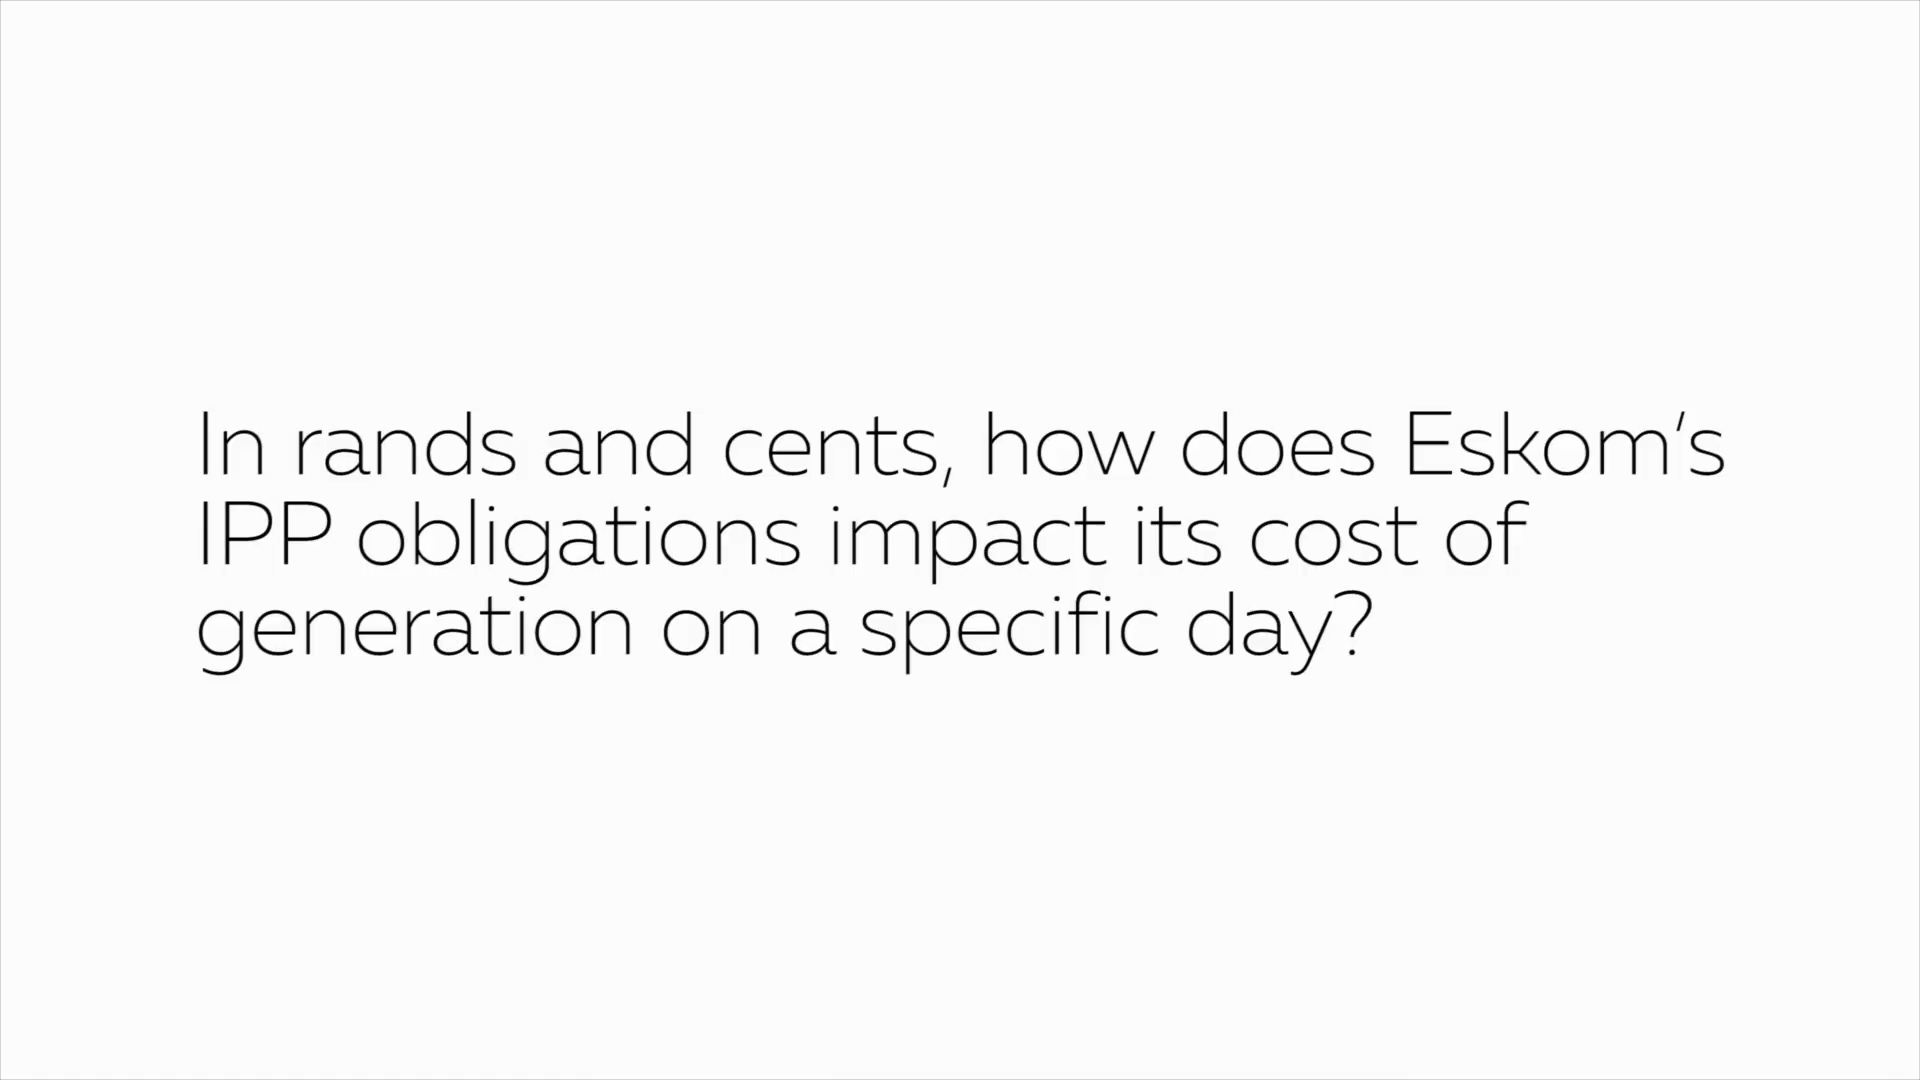 In rands and cents, how does Eskom‘s
IPP obligations impact its cost of
generation on a specific day?